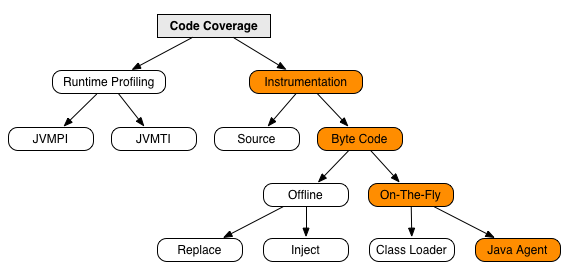 Code Coverage
Runtime Profiling
Instrumentation
JVMPI
JVMTI
Source
Byte Code
Offline
On-The-Fly
Replace
Inject
Class Loader
Java Agent